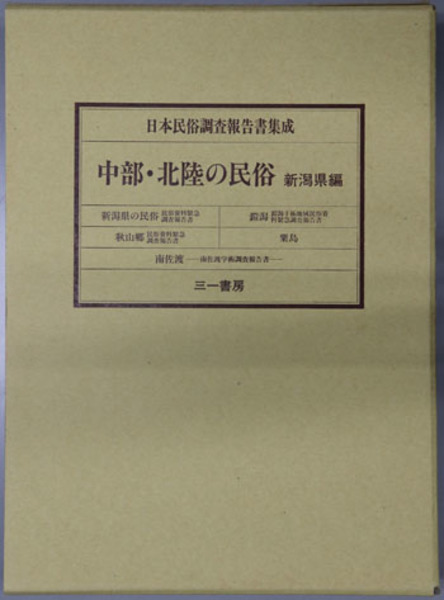 日本民俗調査報告書集成
中部・北陸の民俗 新潟県編
新潟県の民俗 民俗資料緊急調査報告書
鎧潟 鎧潟干拓地域民俗資料緊急調査報告書
秋山郷 民俗資料緊急調査報告書
粟島
南佐渡 ―南佐渡学術調査報告書―
三一書房